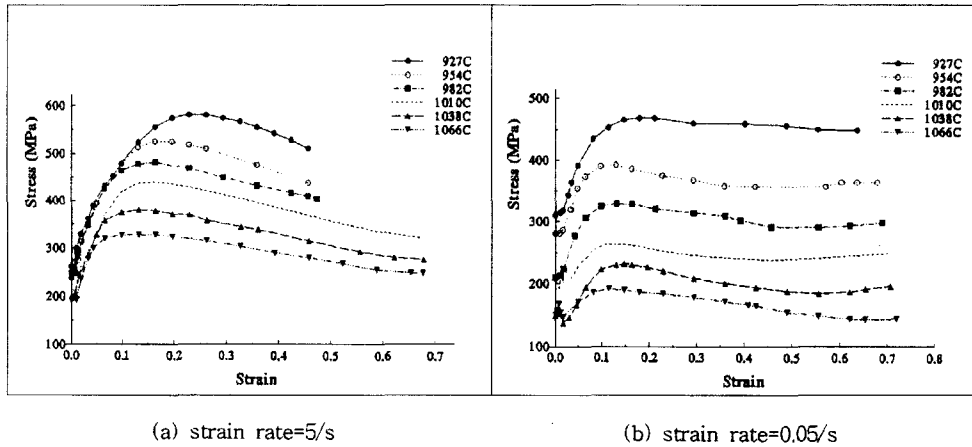 927C
954C
982C
1010C
1038C
1066C
600
500
400
300
200
100
Stress (MPa)
0.0 0.1 0.2 0.3 0.4 0.5 0.6 0.7
Strain
(a) strain rate=5/s
927C
954C
982C
1010C
1038C
1066C
500
400
300
200
100
Stress (MPa)
0.0 0.1 0.2 0.3 0.4 0.5 0.6 0.7 0.8
Strain
(b) strain rate=0.05/s